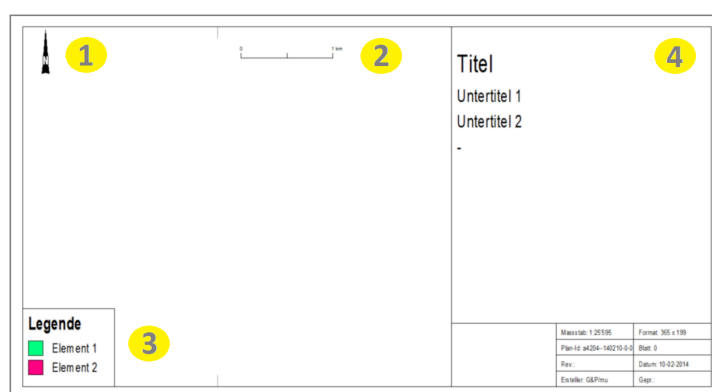 N
1
0 1 km
2
4
Titel
Untertitel 1
Untertitel 2
-
Legende
Element 1
Element 2
3
Massstab: 1:25595 Format: 365 x 199
Plan-Id: a4204--140210-0-0 Blatt: 0
Rev.: Datum: 10-02-2014
Ersteller: G&P/mu Gepr.: